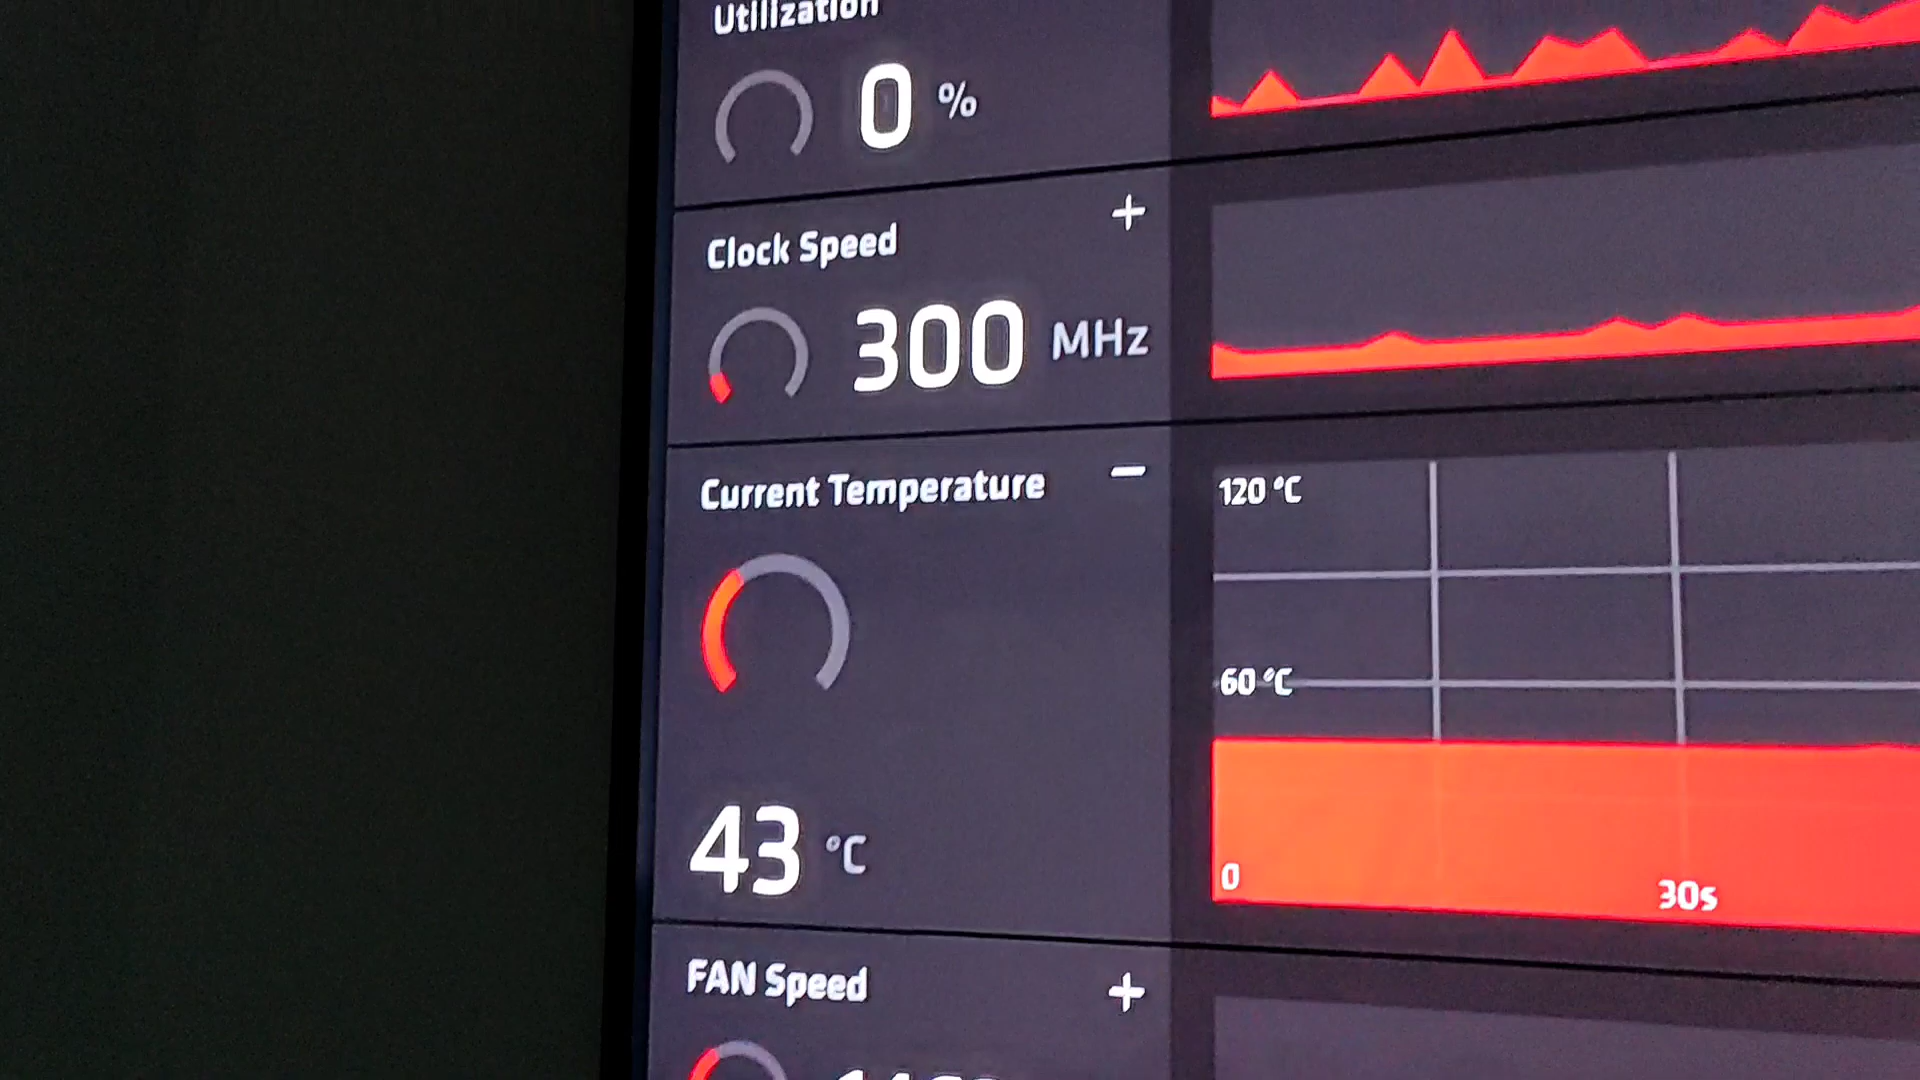 Utilization
0 %
Clock Speed +
300 MHz
Current Temperature −
120 °C
60 °C
43 °C
0
30s
FAN Speed +